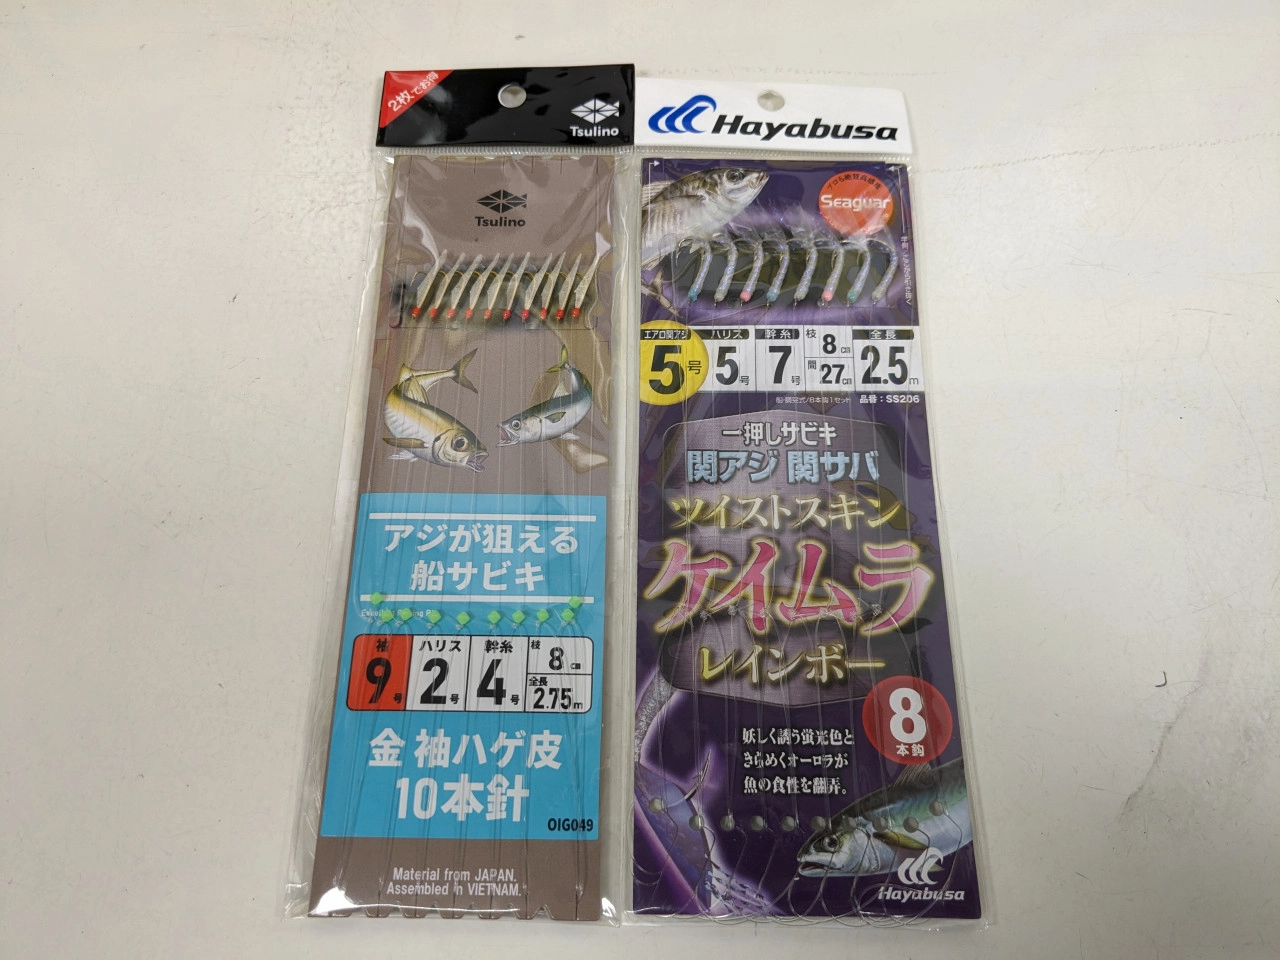 2枚でお得
Tsulino
Tsulino
アジが狙える
船サビキ
袖
9号
ハリス
2号
幹糸
4号
枝
8cm
全長
2.75m
金 袖ハゲ皮
10本針
OIG049
Material from JAPAN.
Assembled in VIETNAM.
Hayabusa
Seaguar
エアロ関アジ
5号
ハリス
5号
幹糸
7号
枝
8cm
間
27cm
全長
2.5m
品番:SS206
一押しサビキ
関アジ 関サバ
ツイストスキン
ケイムラ
レインボー
8
本鈎
妖しく誘う蛍光色と
きらめくオーロラが
魚の食性を翻弄。
Hayabusa